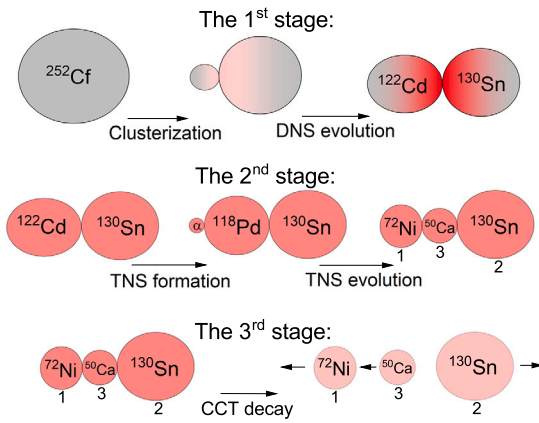 The 1st stage:
252Cf
122Cd 130Sn
Clusterization DNS evolution
The 2nd stage:
122Cd 130Sn α 118Pd 130Sn 72Ni 50Ca 130Sn
1 3 2
TNS formation TNS evolution
The 3rd stage:
72Ni 50Ca 130Sn 72Ni 50Ca 130Sn
1 3 2 1 3 2
CCT decay